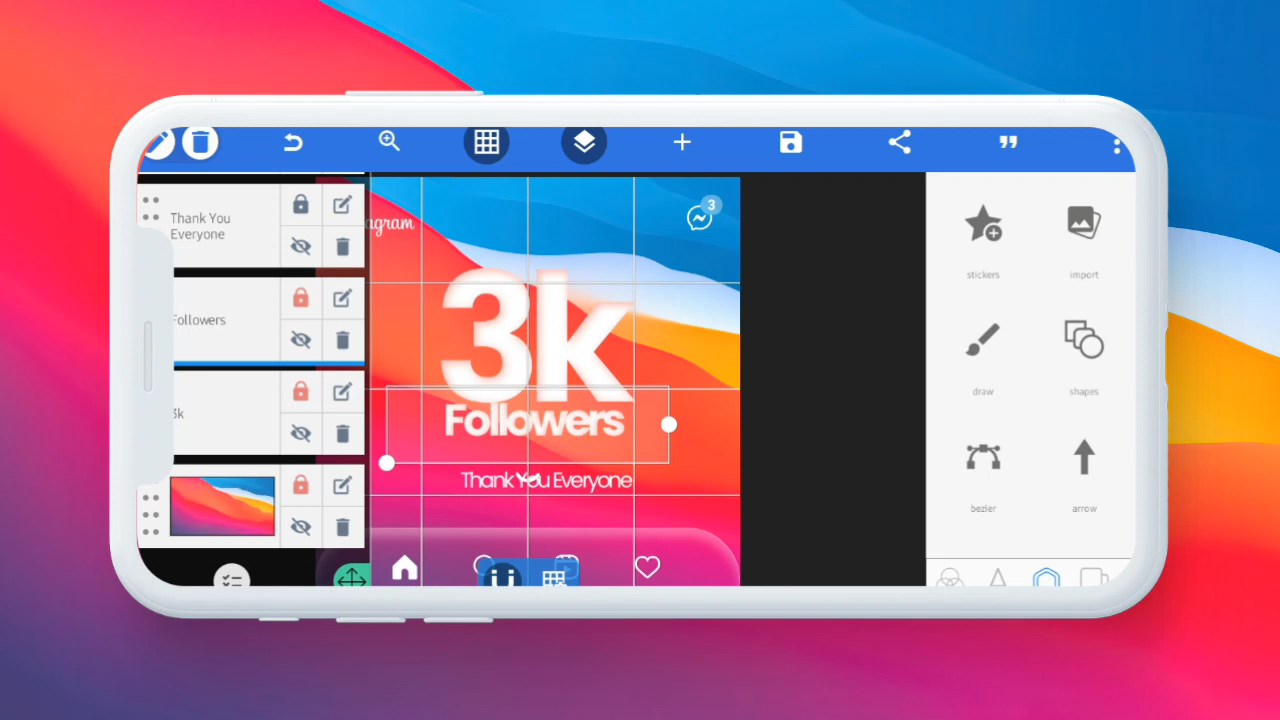 Thank You
Everyone
Followers
3k
agram
3
3k
Followers
Thank You Everyone
stickers
import
draw
shapes
bezier
arrow